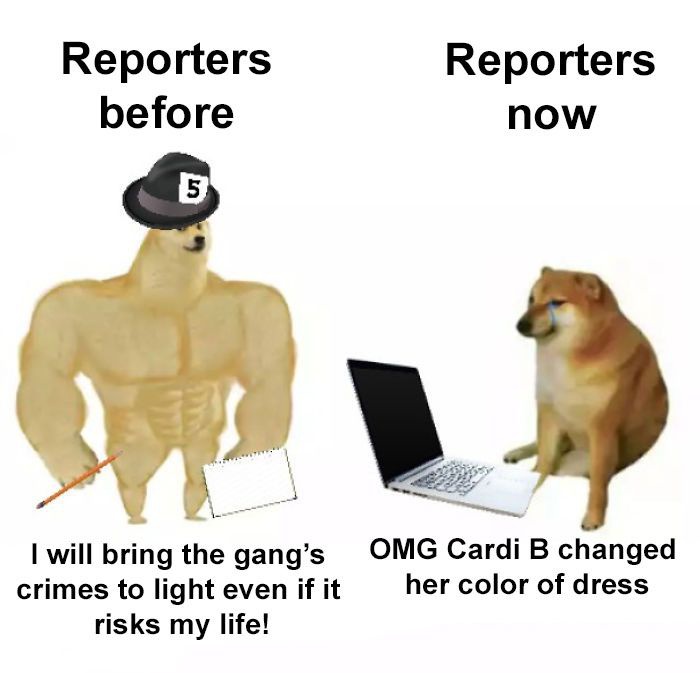 Reporters
before
Reporters
now
5
I will bring the gang's
crimes to light even if it
risks my life!
OMG Cardi B changed
her color of dress